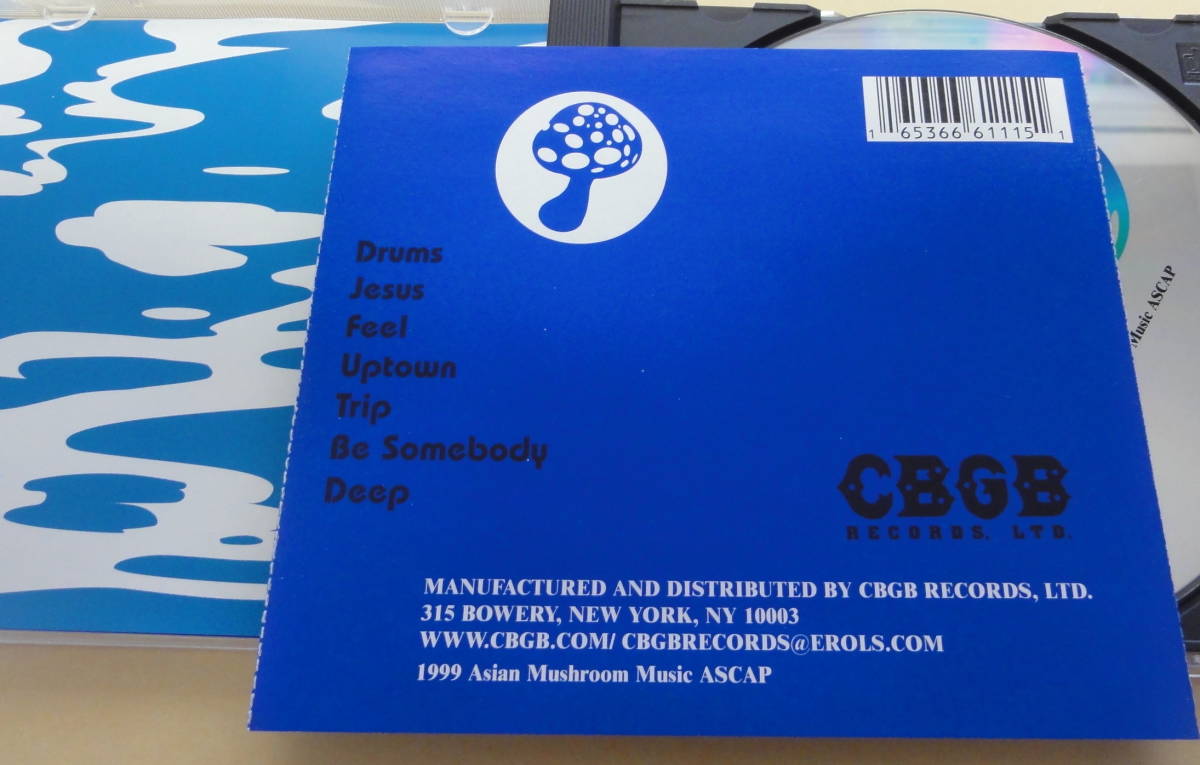 1 65366 61115 1
Drums
Jesus
Feel
Uptown
Trip
Be Somebody
Deep
CBGB
RECORDS, LTD.
MANUFACTURED AND DISTRIBUTED BY CBGB RECORDS, LTD.
315 BOWERY, NEW YORK, NY 10003
WWW.CBGB.COM/ CBGBRECORDS@EROLS.COM
1999 Asian Mushroom Music ASCAP
Music ASCAP